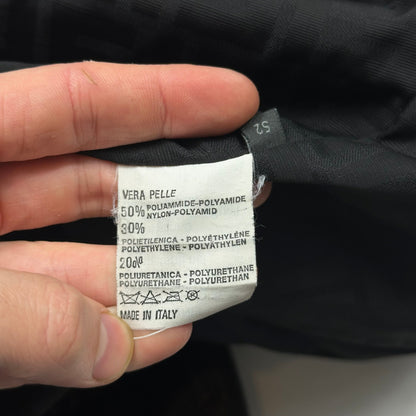 52
VERA PELLE
50% POLIAMMIDE-POLYAMIDE
NYLON-POLYAMID
30%
POLIETILENICA - POLYÉTHYLÈNE
POLYETHYLENE - POLYÄTHYLEN
20%
POLIURETANICA - POLYURETHANE
POLYURETHANE - POLYURETHAN
MADE IN ITALY